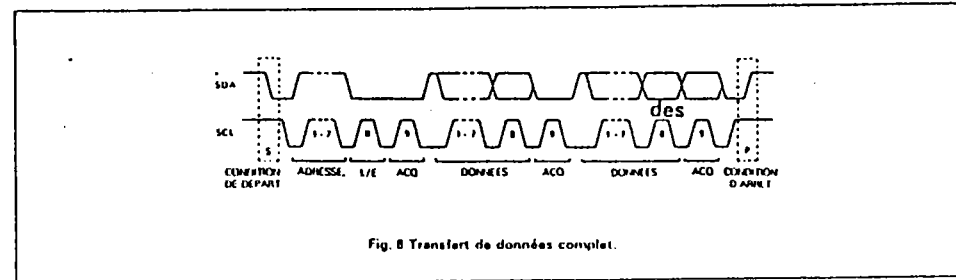 SDA
des
SCL
1-7 8 9 1-7 8 9 1-7 8 9
S P
CONDITION DE DEPART ADRESSE, L/E ACQ DONNEES ACQ DONNEES ACQ CONDITION D'ARRET
Fig. 8 Transfert de données complet.